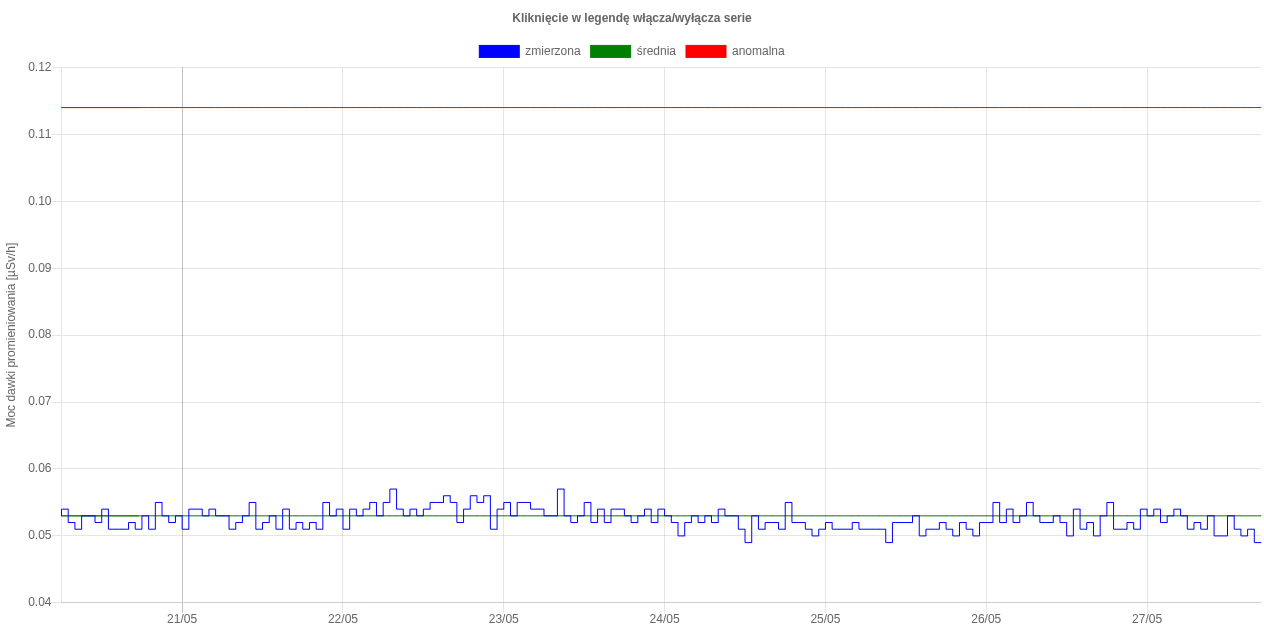 Kliknięcie w legendę włącza/wyłącza serie
zmierzona średnia anomalna
Moc dawki promieniowania [µSv/h]
0.12
0.11
0.10
0.09
0.08
0.07
0.06
0.05
0.04
21/05 22/05 23/05 24/05 25/05 26/05 27/05